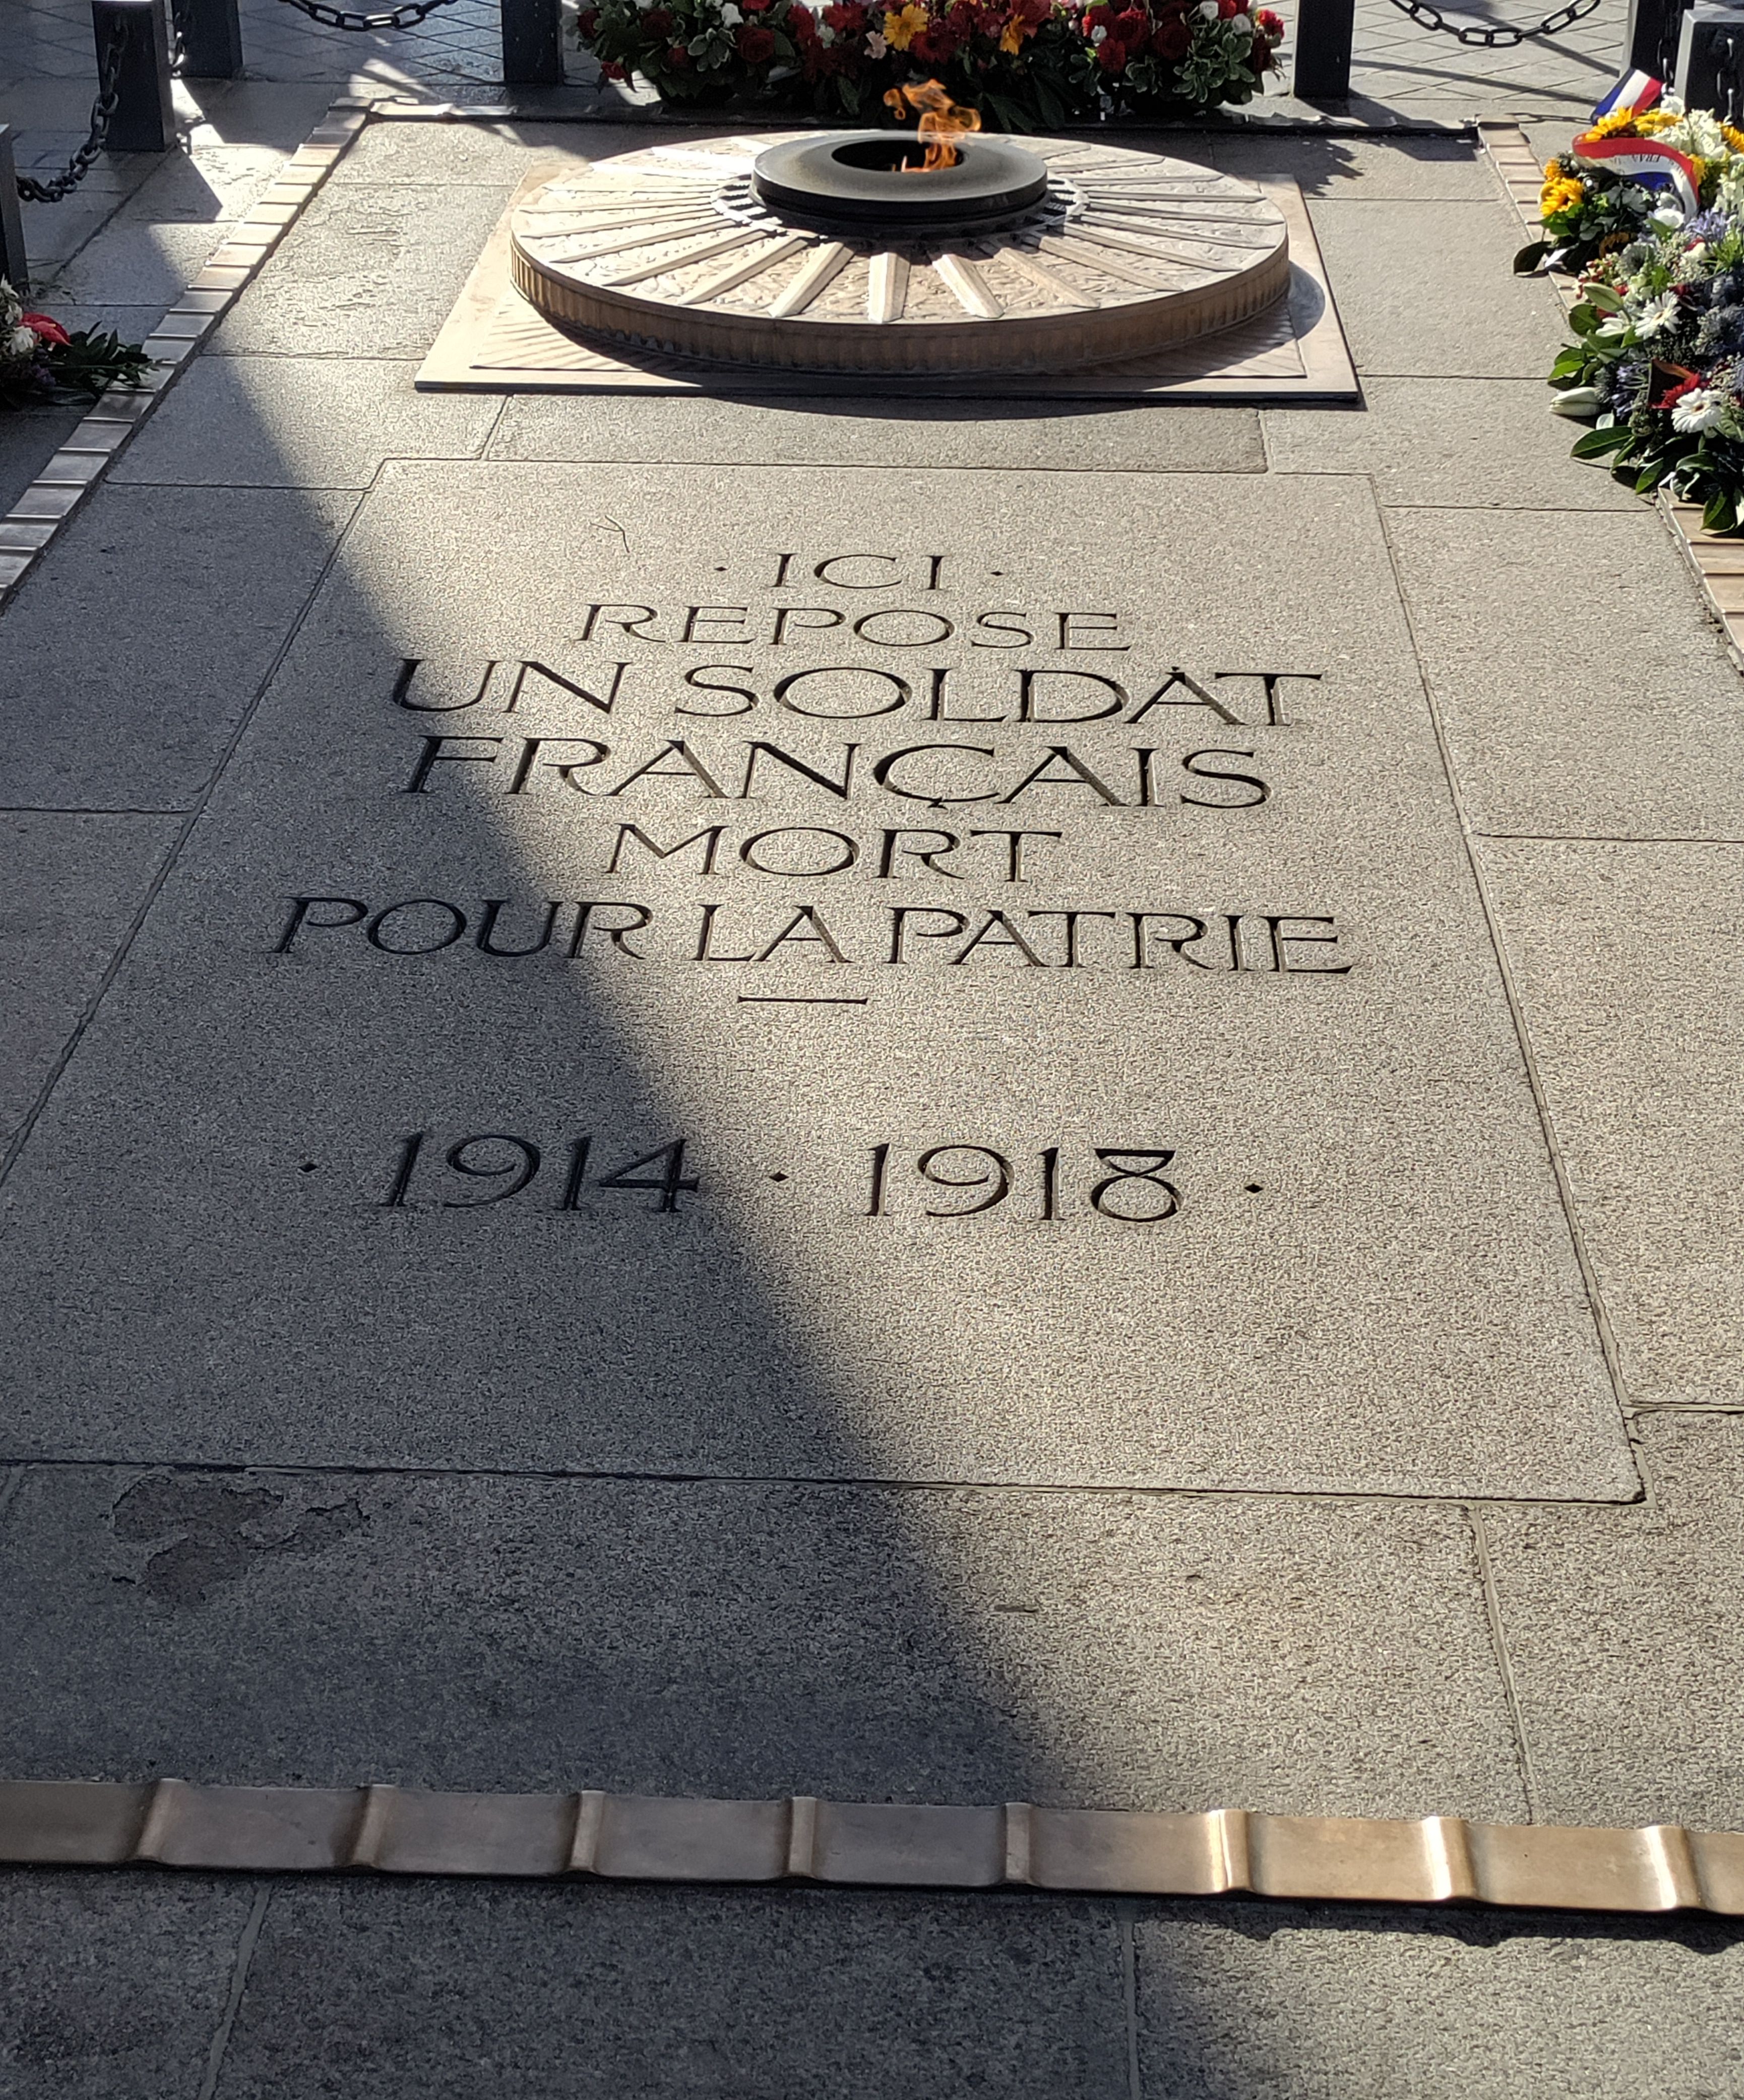 · ICI ·
REPOSE
UN SOLDAT
FRANÇAIS
MORT
POUR LA PATRIE
· 1914 · 1918 ·